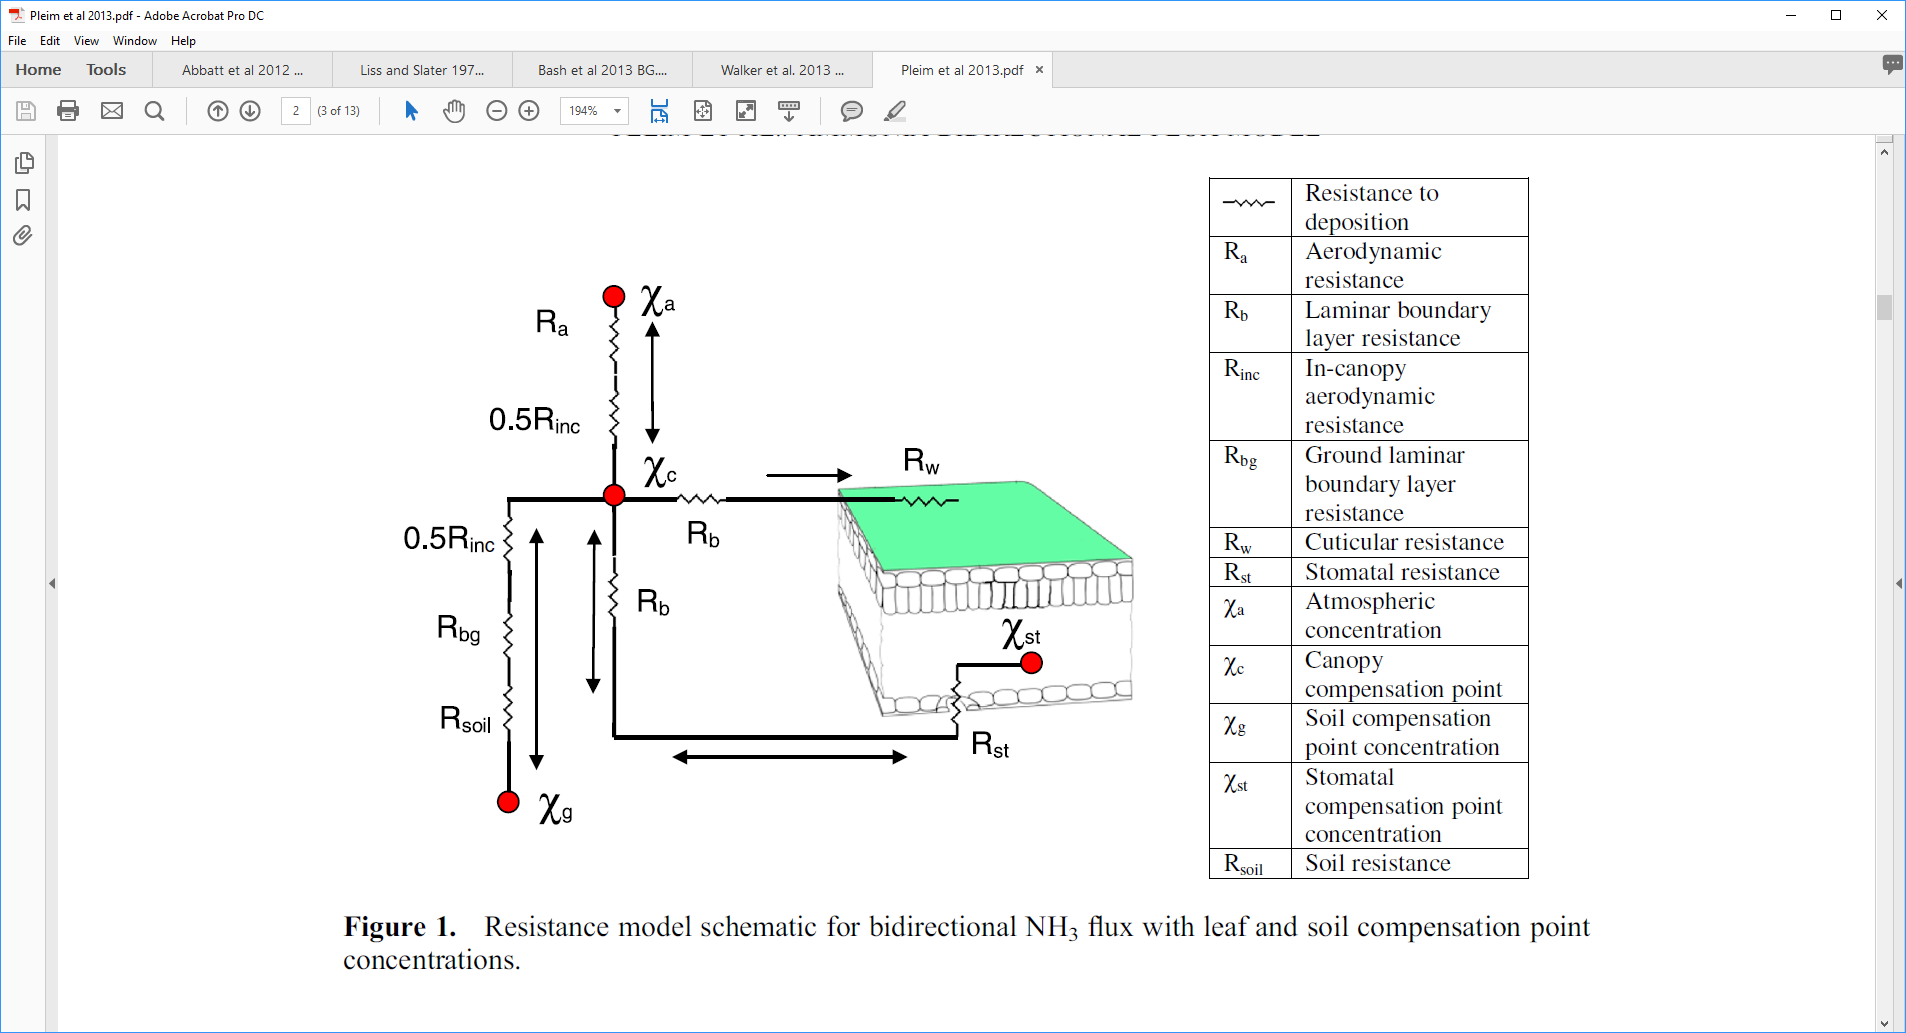 Pleim et al 2013.pdf - Adobe Acrobat Pro DC
File Edit View Window Help
Home Tools Abbatt et al 2012 ... Liss and Slater 197... Bash et al 2013 BG.... Walker et al. 2013 ... Pleim et al 2013.pdf ×
2 (3 of 13) 194%
Resistance to
deposition
Ra Aerodynamic
resistance
Rb Laminar boundary
layer resistance
Rinc In-canopy
aerodynamic
resistance
Rbg Ground laminar
boundary layer
resistance
Rw Cuticular resistance
Rst Stomatal resistance
χa Atmospheric
concentration
χc Canopy
compensation point
χg Soil compensation
point concentration
χst Stomatal
compensation point
concentration
Rsoil Soil resistance
χa
Ra
0.5Rinc
χc
Rw
Rb
0.5Rinc
Rb
Rbg
χst
Rsoil
Rst
χg
Figure 1. Resistance model schematic for bidirectional NH3 flux with leaf and soil compensation point
concentrations.